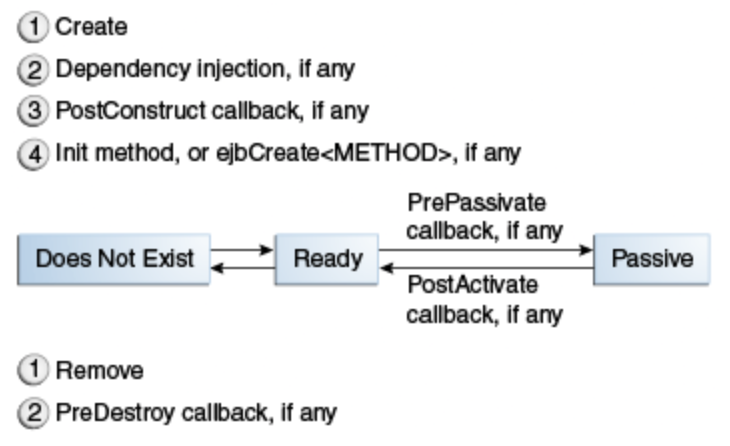 1 Create
2 Dependency injection, if any
3 PostConstruct callback, if any
4 Init method, or ejbCreate<METHOD>, if any
PrePassivate
callback, if any
Does Not Exist
Ready
Passive
PostActivate
callback, if any
1 Remove
2 PreDestroy callback, if any